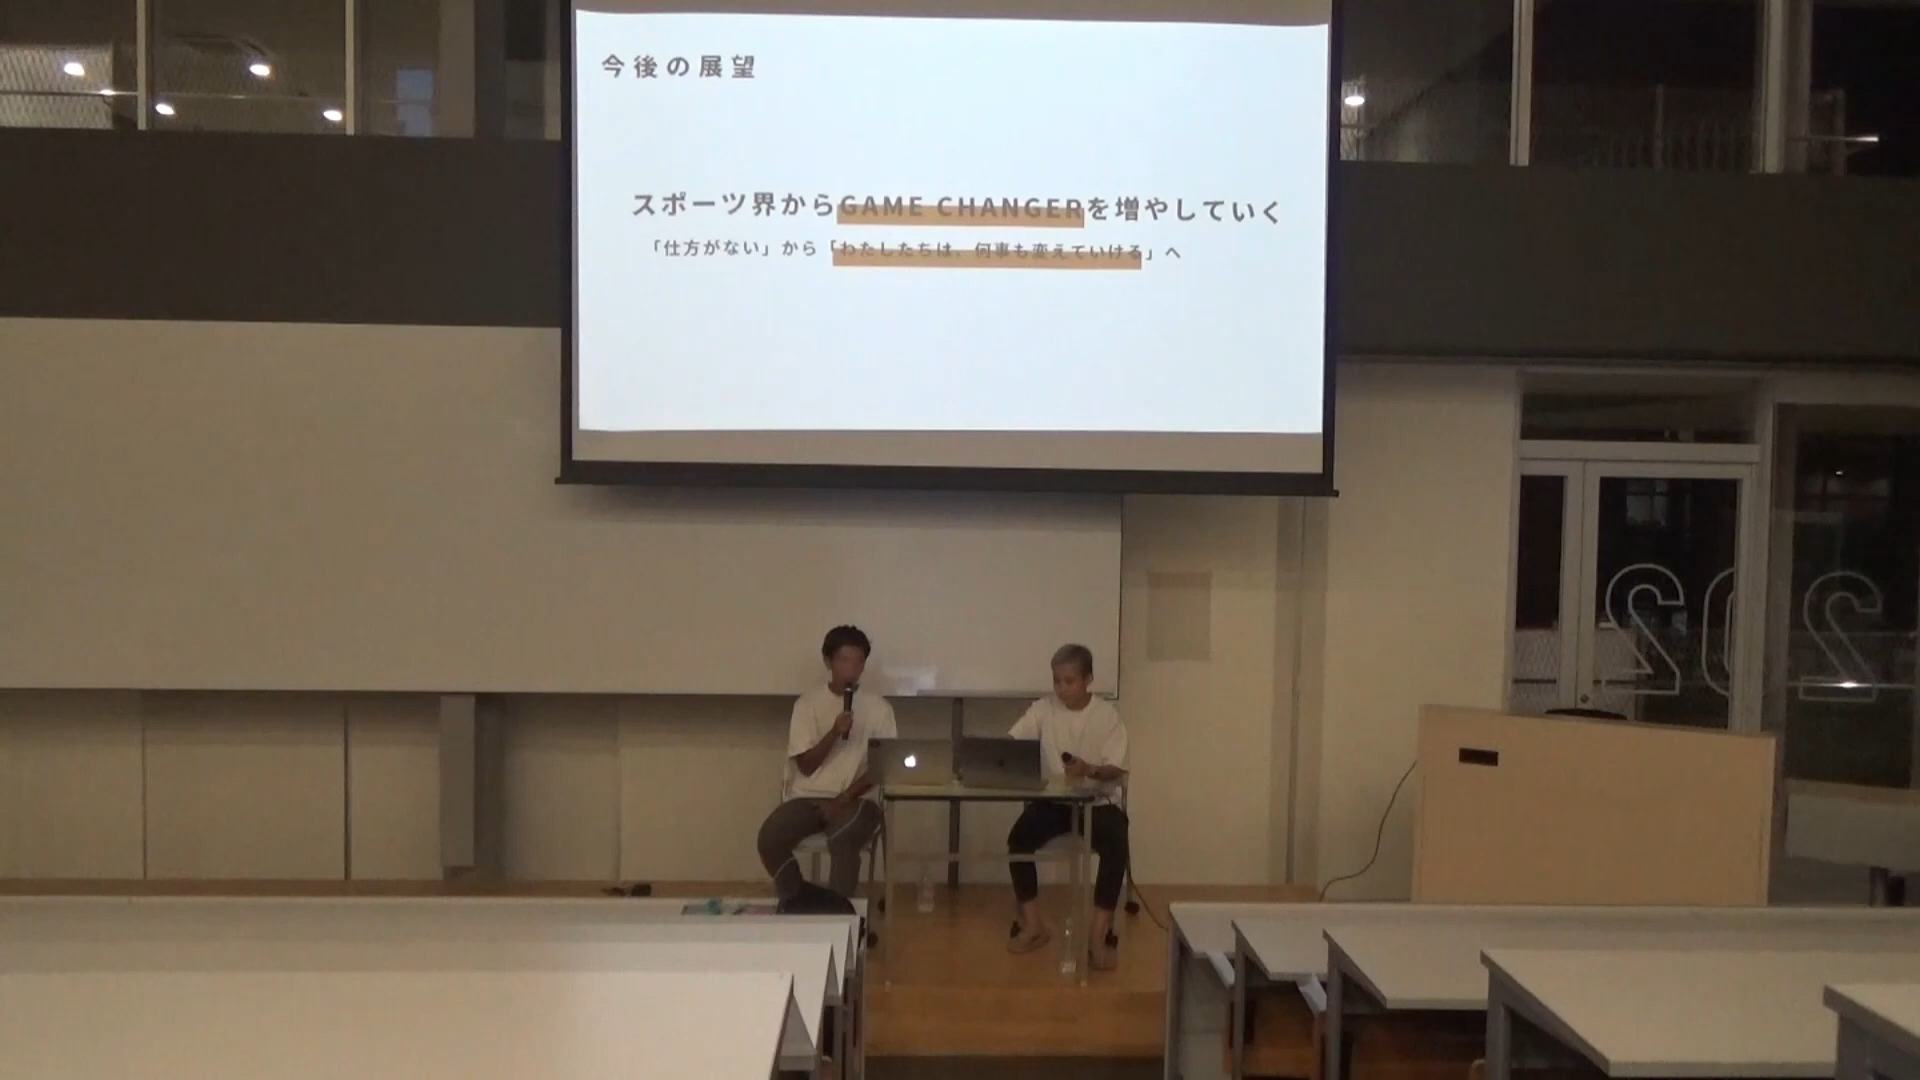 今後の展望
スポーツ界からGAME CHANGERを増やしていく
「仕方がない」から「わたしたちは、何事も変えていける」へ
202